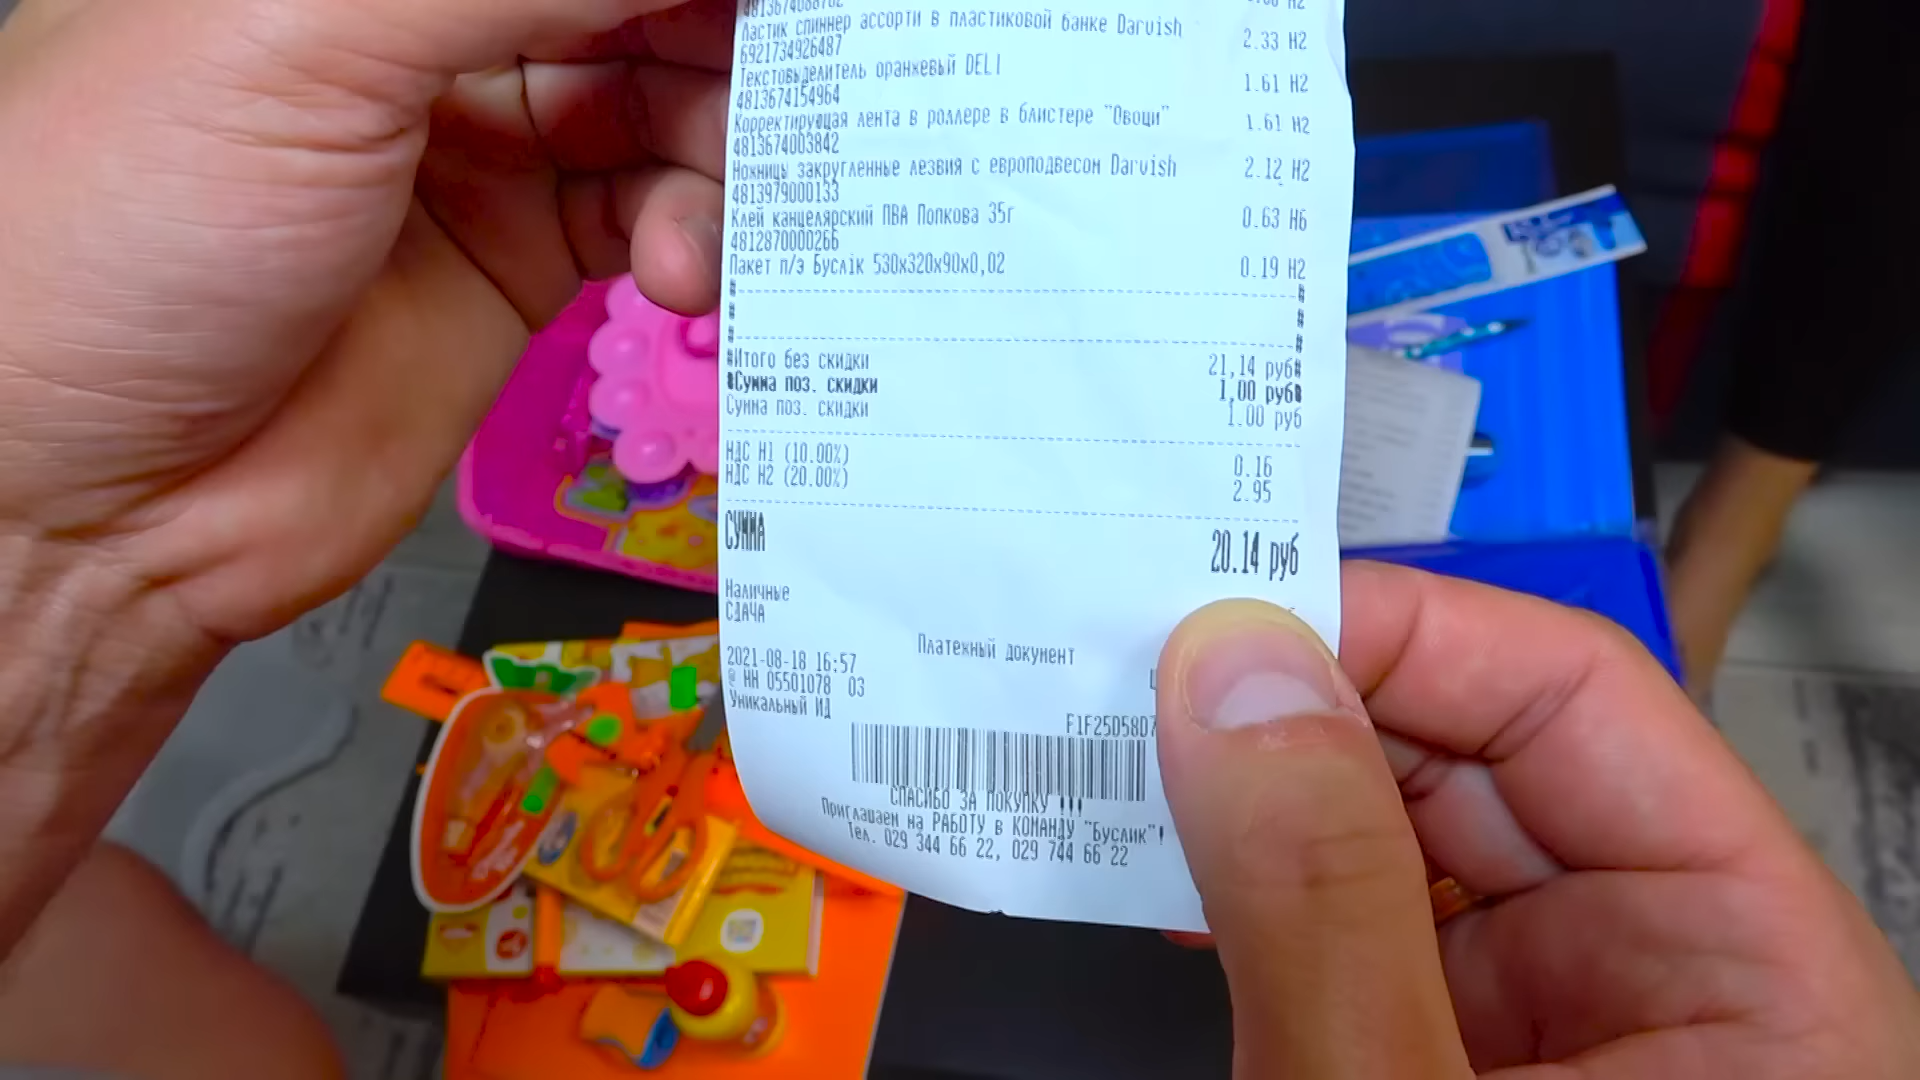 4813674088702
Ластик спиннер ассорти в пластиковой банке Darvish 2.33 Н2
6921734926487
Текстовыделитель оранжевый DELI 1.61 Н2
4813674154964
Корректирующая лента в роллере в блистере "Овощи" 1.61 Н2
4813674003842
Ножницы закругленные лезвия с европодвесом Darvish 2.12 Н2
4813979000133
Клей канцелярский ПВА Попкова 35г 0.63 Н6
4812870000266
Пакет п/э Буслiк 530х320х90х0,02 0.19 Н2
#Итого без скидки 21,14 руб#
#Сумма поз. скидки 1,00 руб#
Сумма поз. скидки 1.00 руб
НДС Н1 (10.00%) 0.16
НДС Н2 (20.00%) 2.95
СУММА 20.14 руб
Наличные
СДАЧА
Платежный документ
2021-08-18 16:57
@ НН 05501078 03
Уникальный ИД
F1F25D58D7
СПАСИБО ЗА ПОКУПКУ !!!
Приглашаем на РАБОТУ в КОМАНДУ "Буслик"!
Тел. 029 344 66 22, 029 744 66 22